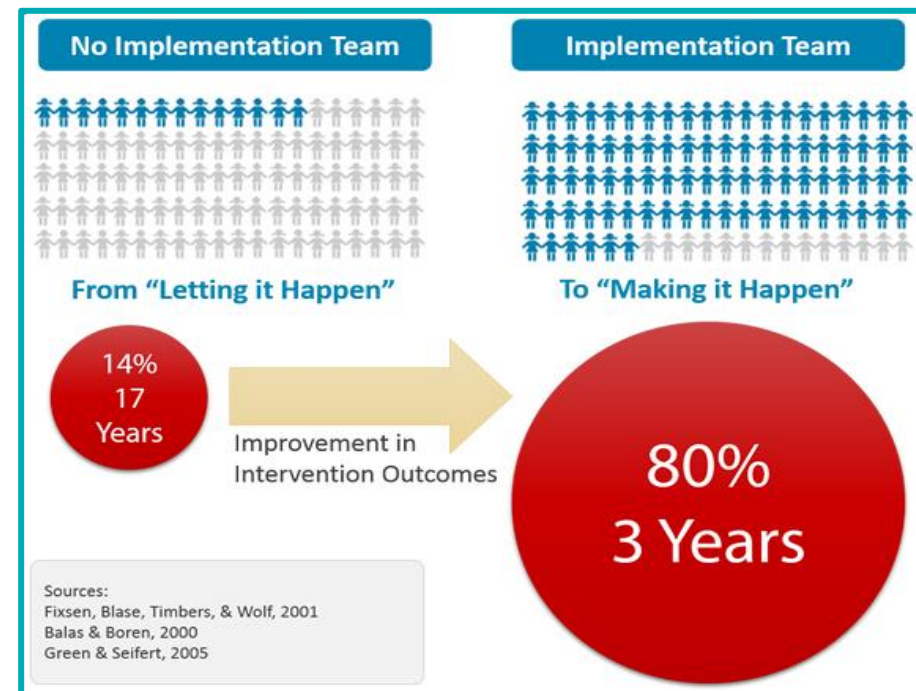 No Implementation Team
Implementation Team
From “Letting it Happen”
To “Making it Happen”
14%
17
Years
Improvement in
Intervention Outcomes
80%
3 Years
Sources:
Fixsen, Blase, Timbers, & Wolf, 2001
Balas & Boren, 2000
Green & Seifert, 2005